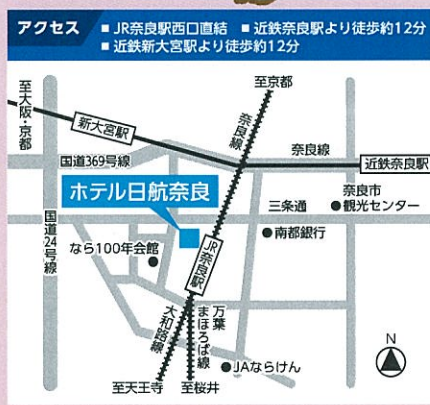 アクセス
■ JR奈良駅西口直結 ■ 近鉄奈良駅より徒歩約12分
■ 近鉄新大宮駅より徒歩約12分
至大阪・京都
至京都
新大宮駅
奈良線
奈良線
国道369号線
近鉄奈良駅
ホテル日航奈良
奈良市
観光センター
三条通
国道24号線
南都銀行
なら100年会館
JR奈良駅
万葉
まほろば線
大和路線
JAならけん
N
至天王寺
至桜井